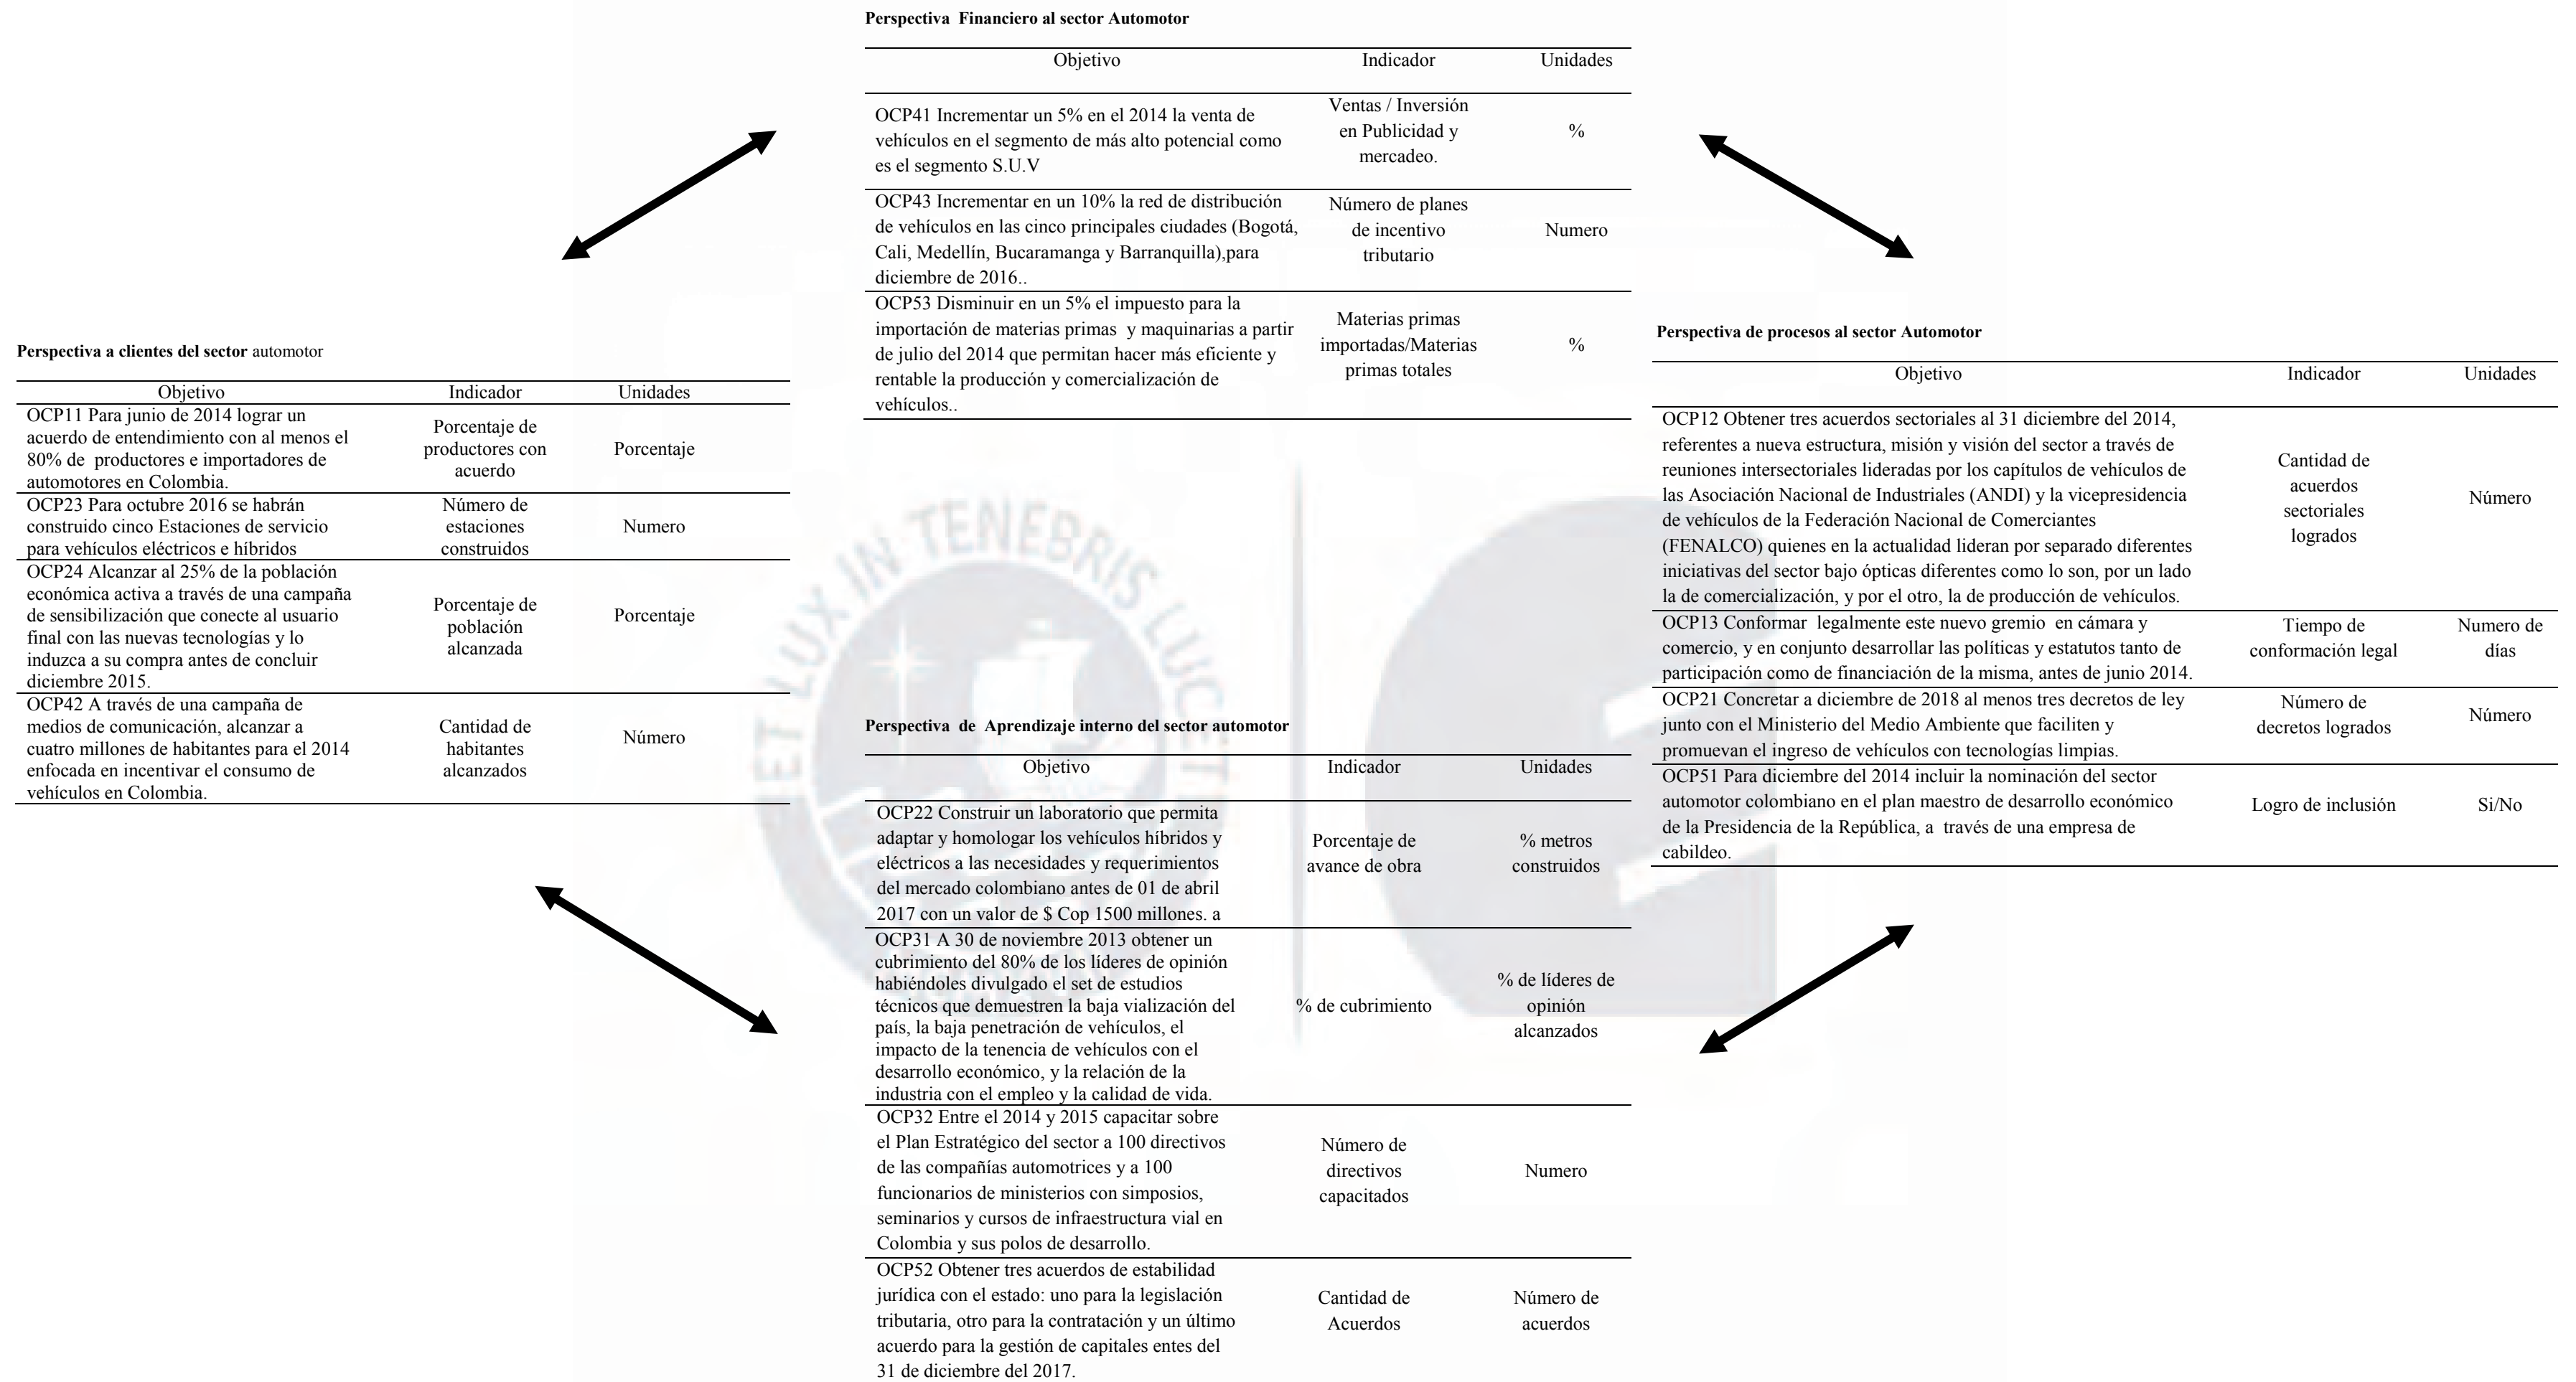 Perspectiva Financiero al sector Automotor
Objetivo Indicador Unidades
OCP41 Incrementar un 5% en el 2014 la venta de
vehículos en el segmento de más alto potencial como
es el segmento S.U.V
Ventas / Inversión
en Publicidad y
mercadeo.
%
OCP43 Incrementar en un 10% la red de distribución
de vehículos en las cinco principales ciudades (Bogotá,
Cali, Medellín, Bucaramanga y Barranquilla),para
diciembre de 2016..
Número de planes
de incentivo
tributario
Numero
OCP53 Disminuir en un 5% el impuesto para la
importación de materias primas y maquinarias a partir
de julio del 2014 que permitan hacer más eficiente y
rentable la producción y comercialización de
vehículos..
Materias primas
importadas/Materias
primas totales
%
Perspectiva a clientes del sector automotor
Objetivo Indicador Unidades
OCP11 Para junio de 2014 lograr un
acuerdo de entendimiento con al menos el
80% de productores e importadores de
automotores en Colombia.
Porcentaje de
productores con
acuerdo
Porcentaje
OCP23 Para octubre 2016 se habrán
construido cinco Estaciones de servicio
para vehículos eléctricos e híbridos
Número de
estaciones
construidos
Numero
OCP24 Alcanzar al 25% de la población
económica activa a través de una campaña
de sensibilización que conecte al usuario
final con las nuevas tecnologías y lo
induzca a su compra antes de concluir
diciembre 2015.
Porcentaje de
población
alcanzada
Porcentaje
OCP42 A través de una campaña de
medios de comunicación, alcanzar a
cuatro millones de habitantes para el 2014
enfocada en incentivar el consumo de
vehículos en Colombia.
Cantidad de
habitantes
alcanzados
Número
Perspectiva de procesos al sector Automotor
Objetivo Indicador Unidades
OCP12 Obtener tres acuerdos sectoriales al 31 diciembre del 2014,
referentes a nueva estructura, misión y visión del sector a través de
reuniones intersectoriales lideradas por los capítulos de vehículos de
las Asociación Nacional de Industriales (ANDI) y la vicepresidencia
de vehículos de la Federación Nacional de Comerciantes
(FENALCO) quienes en la actualidad lideran por separado diferentes
iniciativas del sector bajo ópticas diferentes como lo son, por un lado
la de comercialización, y por el otro, la de producción de vehículos.
Cantidad de
acuerdos
sectoriales
logrados
Número
OCP13 Conformar legalmente este nuevo gremio en cámara y
comercio, y en conjunto desarrollar las políticas y estatutos tanto de
participación como de financiación de la misma, antes de junio 2014.
Tiempo de
conformación legal
Numero de
días
OCP21 Concretar a diciembre de 2018 al menos tres decretos de ley
junto con el Ministerio del Medio Ambiente que faciliten y
promuevan el ingreso de vehículos con tecnologías limpias.
Número de
decretos logrados
Número
OCP51 Para diciembre del 2014 incluir la nominación del sector
automotor colombiano en el plan maestro de desarrollo económico
de la Presidencia de la República, a través de una empresa de
cabildeo.
Logro de inclusión
Si/No
Perspectiva de Aprendizaje interno del sector automotor
Objetivo Indicador Unidades
OCP22 Construir un laboratorio que permita
adaptar y homologar los vehículos híbridos y
eléctricos a las necesidades y requerimientos
del mercado colombiano antes de 01 de abril
2017 con un valor de $ Cop 1500 millones. a
Porcentaje de
avance de obra
% metros
construidos
OCP31 A 30 de noviembre 2013 obtener un
cubrimiento del 80% de los líderes de opinión
habiéndoles divulgado el set de estudios
técnicos que demuestren la baja vialización del
país, la baja penetración de vehículos, el
impacto de la tenencia de vehículos con el
desarrollo económico, y la relación de la
industria con el empleo y la calidad de vida.
% de cubrimiento
% de líderes de
opinión
alcanzados
OCP32 Entre el 2014 y 2015 capacitar sobre
el Plan Estratégico del sector a 100 directivos
de las compañías automotrices y a 100
funcionarios de ministerios con simposios,
seminarios y cursos de infraestructura vial en
Colombia y sus polos de desarrollo.
Número de
directivos
capacitados
Numero
OCP52 Obtener tres acuerdos de estabilidad
jurídica con el estado: uno para la legislación
tributaria, otro para la contratación y un último
acuerdo para la gestión de capitales entes del
31 de diciembre del 2017.
Cantidad de
Acuerdos
Número de
acuerdos
ET LUX IN TENEBRIS LUCET